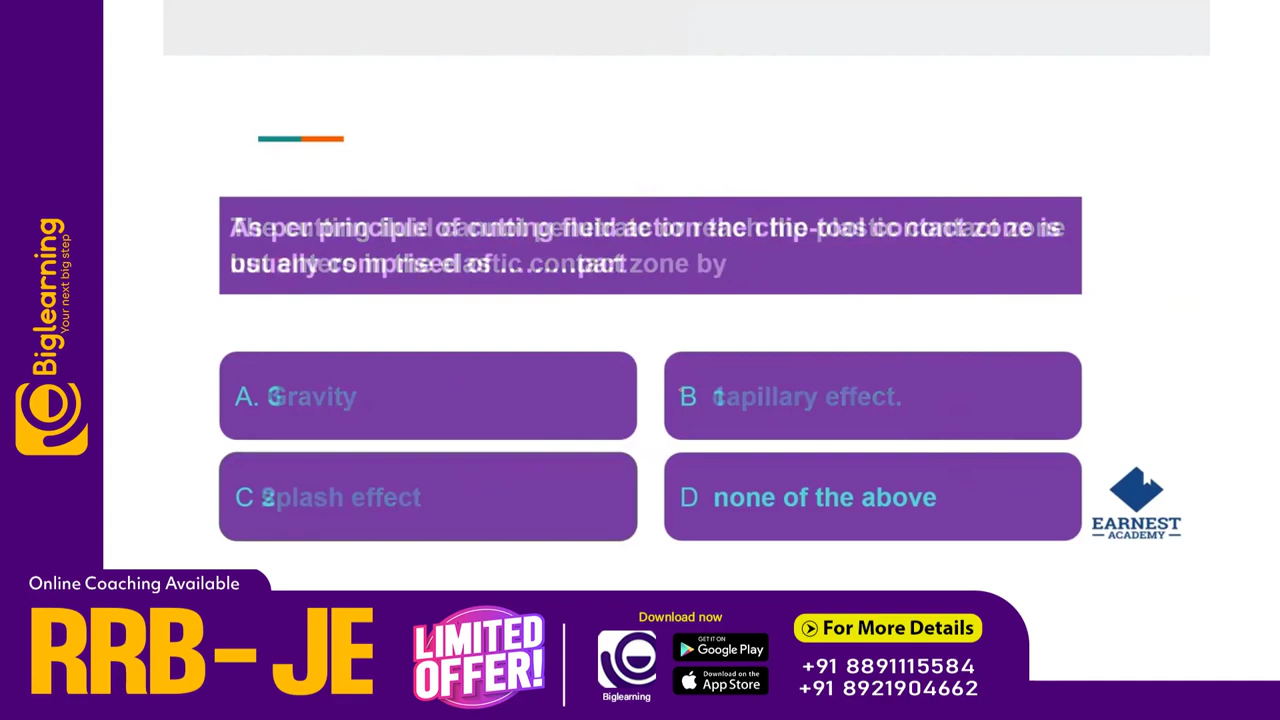 As per principle of cutting fluid action the chip-tool contact zone is
usually comprised of ..........part
A. Gravity
B capillary effect.
C Splash effect
D none of the above
EARNEST
ACADEMY
Biglearning
Your next big step
Online Coaching Available
RRB - JE
LIMITED
OFFER!
Download now
Biglearning
GET IT ON
Google Play
Download on the
App Store
For More Details
+91 8891115584
+91 8921904662